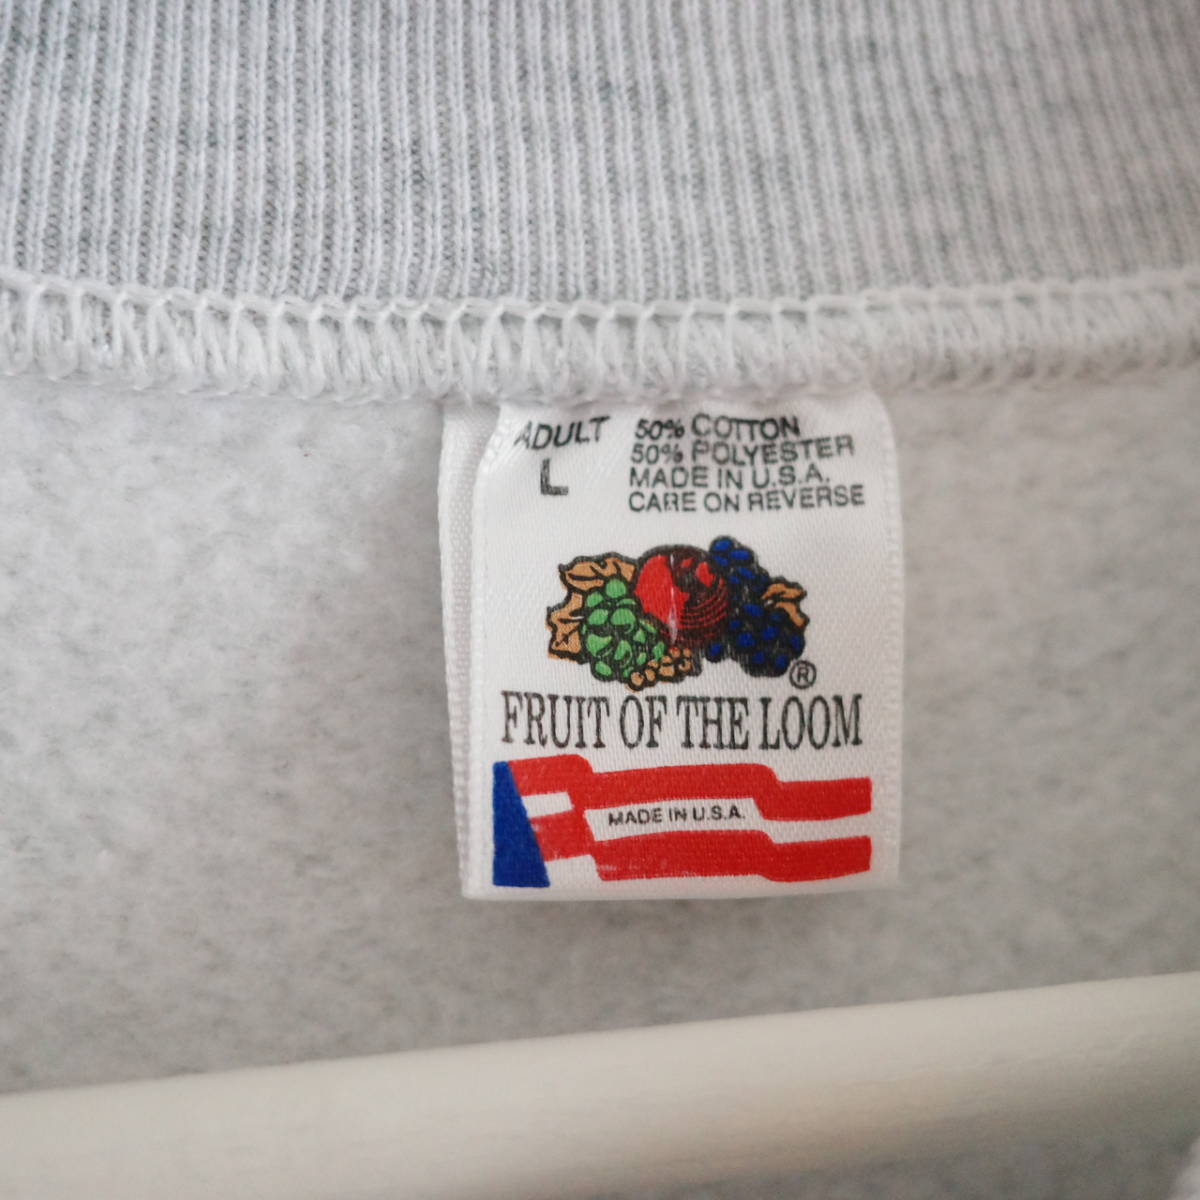 ADULT
L
50% COTTON
50% POLYESTER
MADE IN U.S.A.
CARE ON REVERSE
®
FRUIT OF THE LOOM
MADE IN U.S.A.